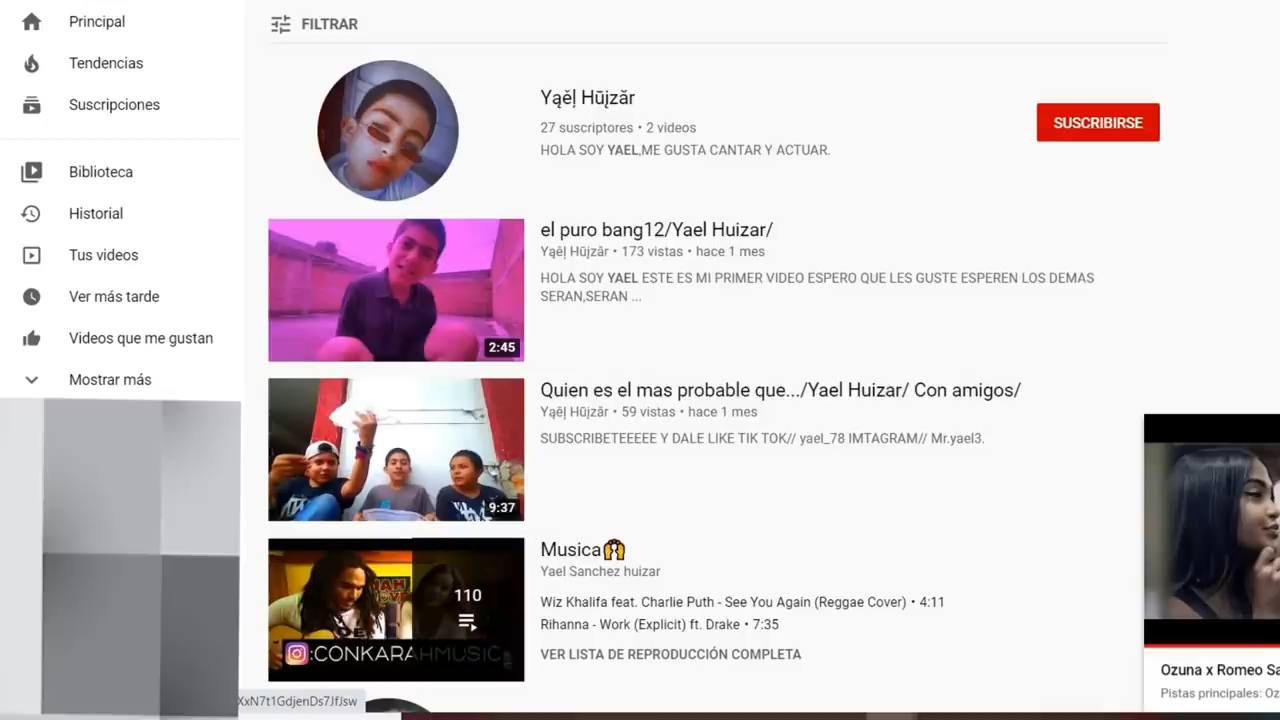 Principal
Tendencias
Suscripciones
Biblioteca
Historial
Tus videos
Ver más tarde
Videos que me gustan
Mostrar más
FILTRAR
Yąěļ Hūįzăr
27 suscriptores • 2 videos
HOLA SOY YAEL,ME GUSTA CANTAR Y ACTUAR.
SUSCRIBIRSE
el puro bang12/Yael Huizar/
Yąěļ Hūįzăr • 173 vistas • hace 1 mes
HOLA SOY YAEL ESTE ES MI PRIMER VIDEO ESPERO QUE LES GUSTE ESPEREN LOS DEMAS
SERAN,SERAN ...
2:45
Quien es el mas probable que.../Yael Huizar/ Con amigos/
Yąěļ Hūįzăr • 59 vistas • hace 1 mes
SUBSCRIBETEEEEE Y DALE LIKE TIK TOK// yael_78 IMTAGRAM// Mr.yael3.
9:37
Musica🙌
Yael Sanchez huizar
Wiz Khalifa feat. Charlie Puth - See You Again (Reggae Cover) • 4:11
Rihanna - Work (Explicit) ft. Drake • 7:35
VER LISTA DE REPRODUCCIÓN COMPLETA
110
:CONKARAHMUSIC
Ozuna x Romeo Sa
Pistas principales: Oz
XxN7t1GdjenDs7JfJsw